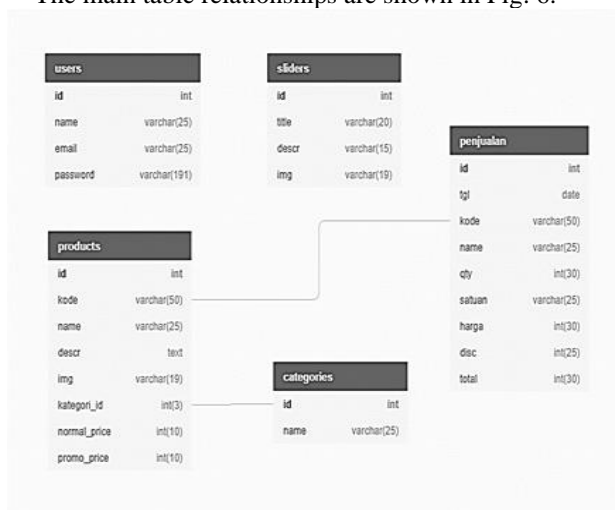 The main table relationships are shown in Fig. 6.
users
id int
name varchar(25)
email varchar(25)
password varchar(191)
sliders
id int
title varchar(20)
descr varchar(15)
img varchar(19)
penjualan
id int
tgl date
kode varchar(50)
name varchar(25)
qty int(30)
satuan varchar(25)
harga int(30)
disc int(25)
total int(30)
products
id int
kode varchar(50)
name varchar(25)
descr text
img varchar(19)
kategori_id int(3)
normal_price int(10)
promo_price int(10)
categories
id int
name varchar(25)